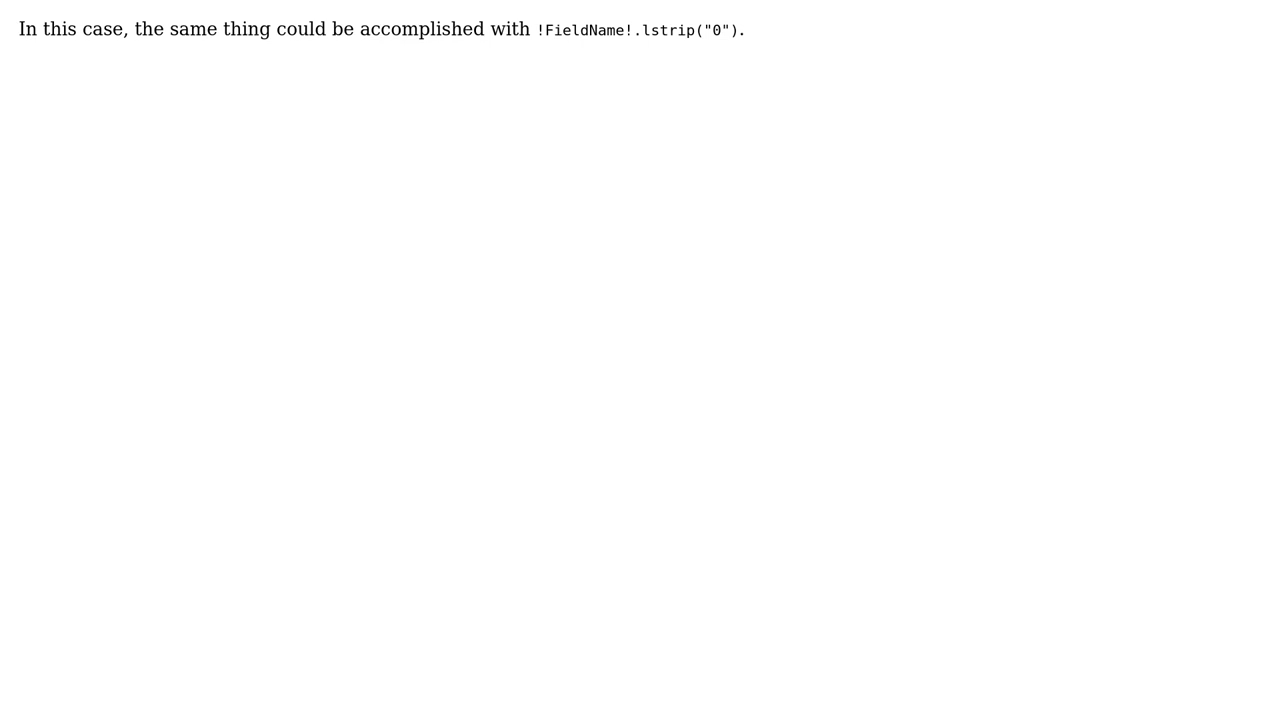 In this case, the same thing could be accomplished with !FieldName!.lstrip("0").